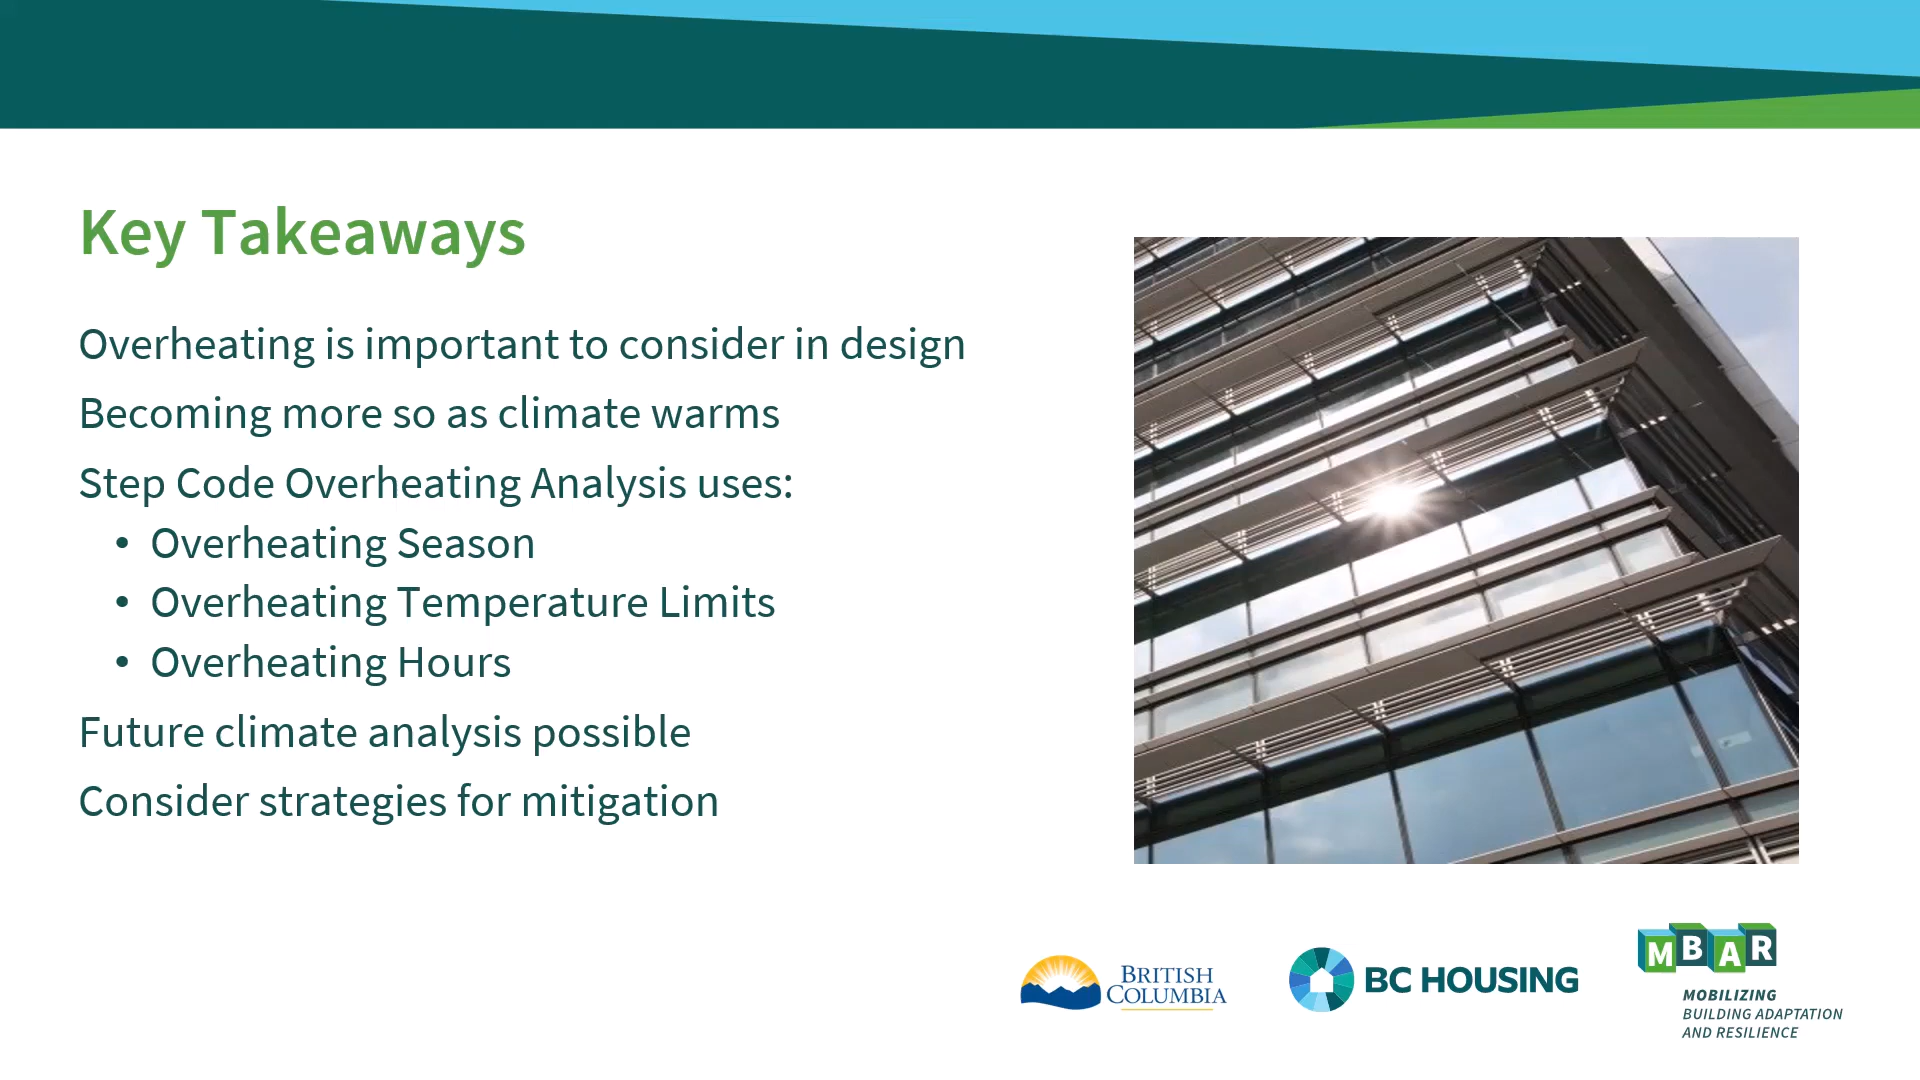 Key Takeaways
Overheating is important to consider in design
Becoming more so as climate warms
Step Code Overheating Analysis uses:
• Overheating Season
• Overheating Temperature Limits
• Overheating Hours
Future climate analysis possible
Consider strategies for mitigation
BRITISH
COLUMBIA
BC HOUSING
MBAR
MOBILIZING
BUILDING ADAPTATION
AND RESILIENCE